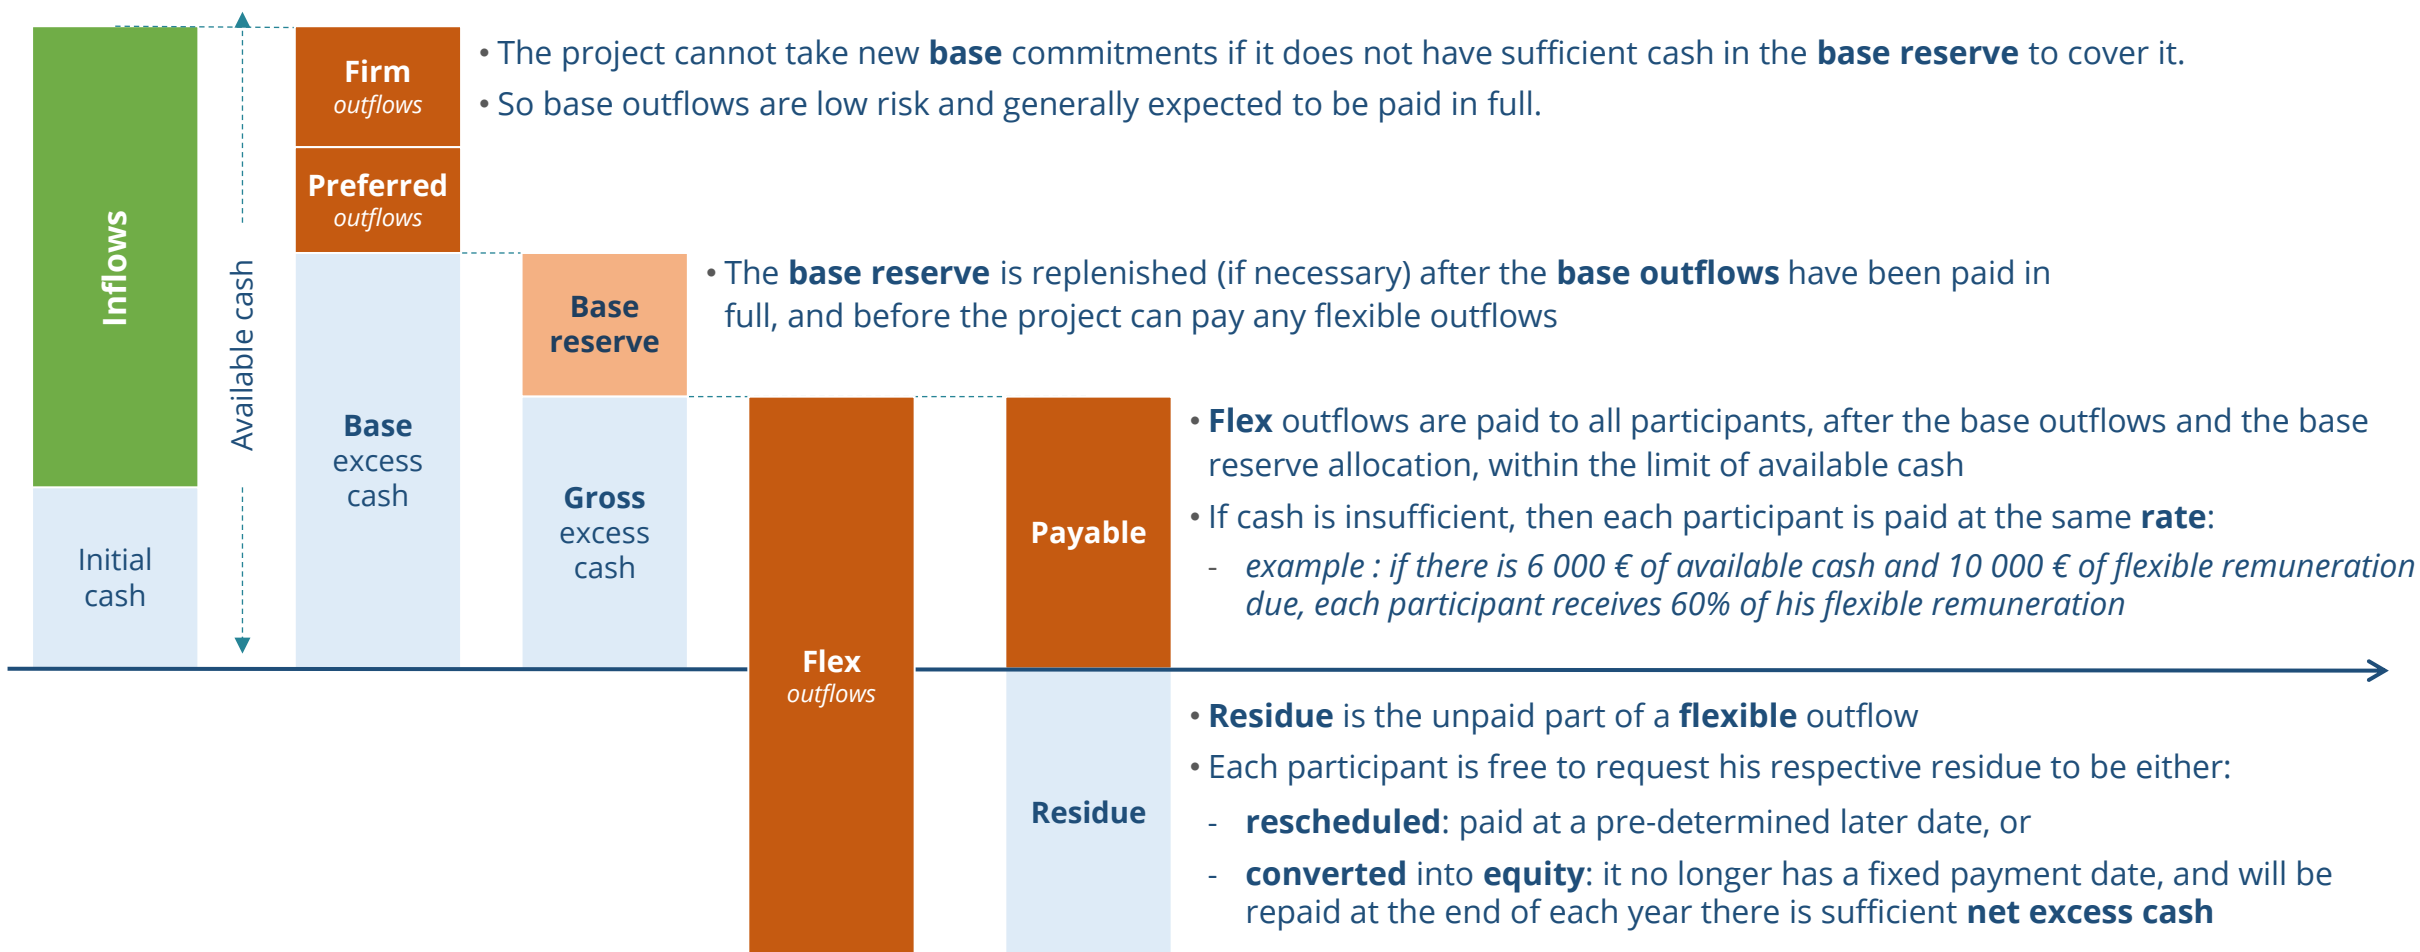 Inflows
Initial
cash
Available cash
Firm
outflows
Preferred
outflows
Base
excess
cash
• The project cannot take new base commitments if it does not have sufficient cash in the base reserve to cover it.
• So base outflows are low risk and generally expected to be paid in full.
Base
reserve
Gross
excess
cash
• The base reserve is replenished (if necessary) after the base outflows have been paid in
full, and before the project can pay any flexible outflows
Flex
outflows
Payable
Residue
• Flex outflows are paid to all participants, after the base outflows and the base
reserve allocation, within the limit of available cash
• If cash is insufficient, then each participant is paid at the same rate:
- example : if there is 6 000 € of available cash and 10 000 € of flexible remuneration
due, each participant receives 60% of his flexible remuneration
• Residue is the unpaid part of a flexible outflow
• Each participant is free to request his respective residue to be either:
- rescheduled: paid at a pre-determined later date, or
- converted into equity: it no longer has a fixed payment date, and will be
repaid at the end of each year there is sufficient net excess cash